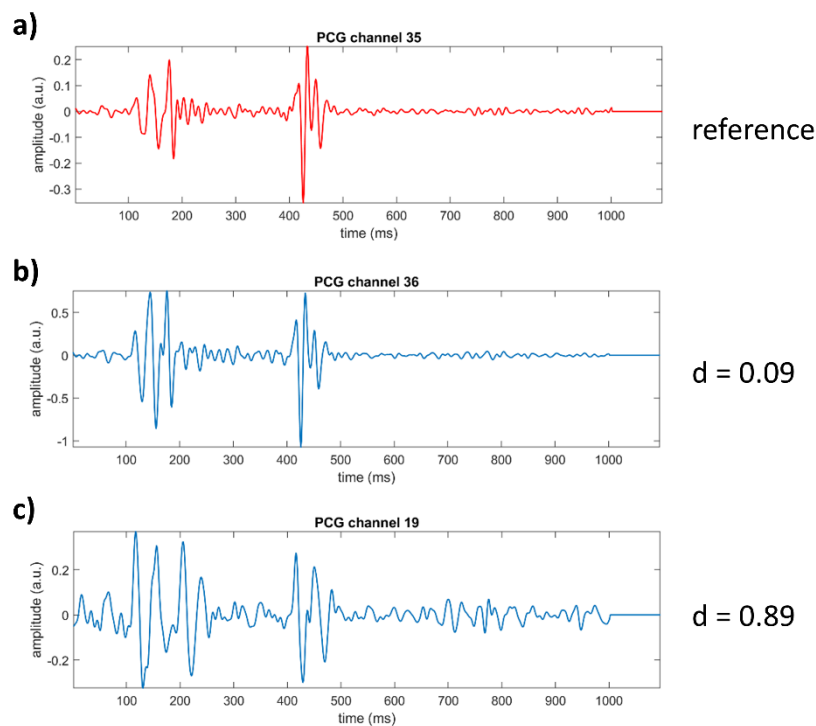 a)
PCG channel 35
0.2
0.1
0
-0.1
-0.2
-0.3
amplitude (a.u.)
100 200 300 400 500 600 700 800 900 1000
time (ms)
reference
b)
PCG channel 36
0.5
0
-0.5
-1
amplitude (a.u.)
100 200 300 400 500 600 700 800 900 1000
time (ms)
d = 0.09
c)
PCG channel 19
0.2
0
-0.2
amplitude (a.u.)
100 200 300 400 500 600 700 800 900 1000
time (ms)
d = 0.89